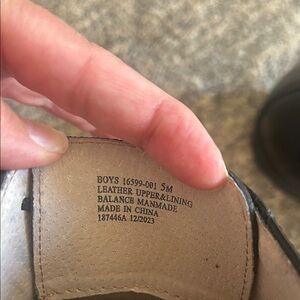 BOYS 16599-001 5M
LEATHER UPPER&LINING
BALANCE MANMADE
MADE IN CHINA
187446A 12/2023